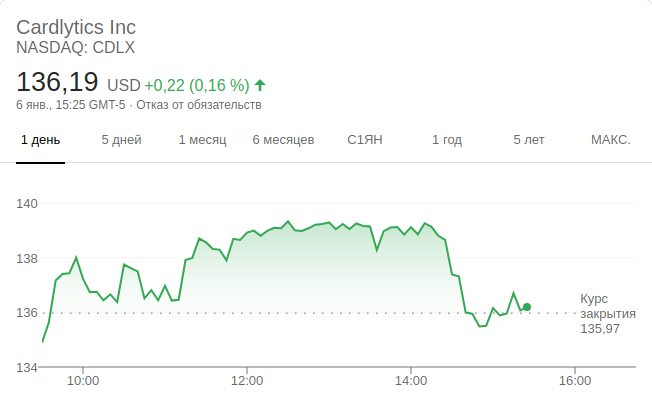 Cardlytics Inc
NASDAQ: CDLX
136,19 USD +0,22 (0,16 %)
6 янв., 15:25 GMT-5 · Отказ от обязательств
1 день 5 дней 1 месяц 6 месяцев С1ЯН 1 год 5 лет МАКС.
140
138
136
134
Курс
закрытия
135,97
10:00 12:00 14:00 16:00